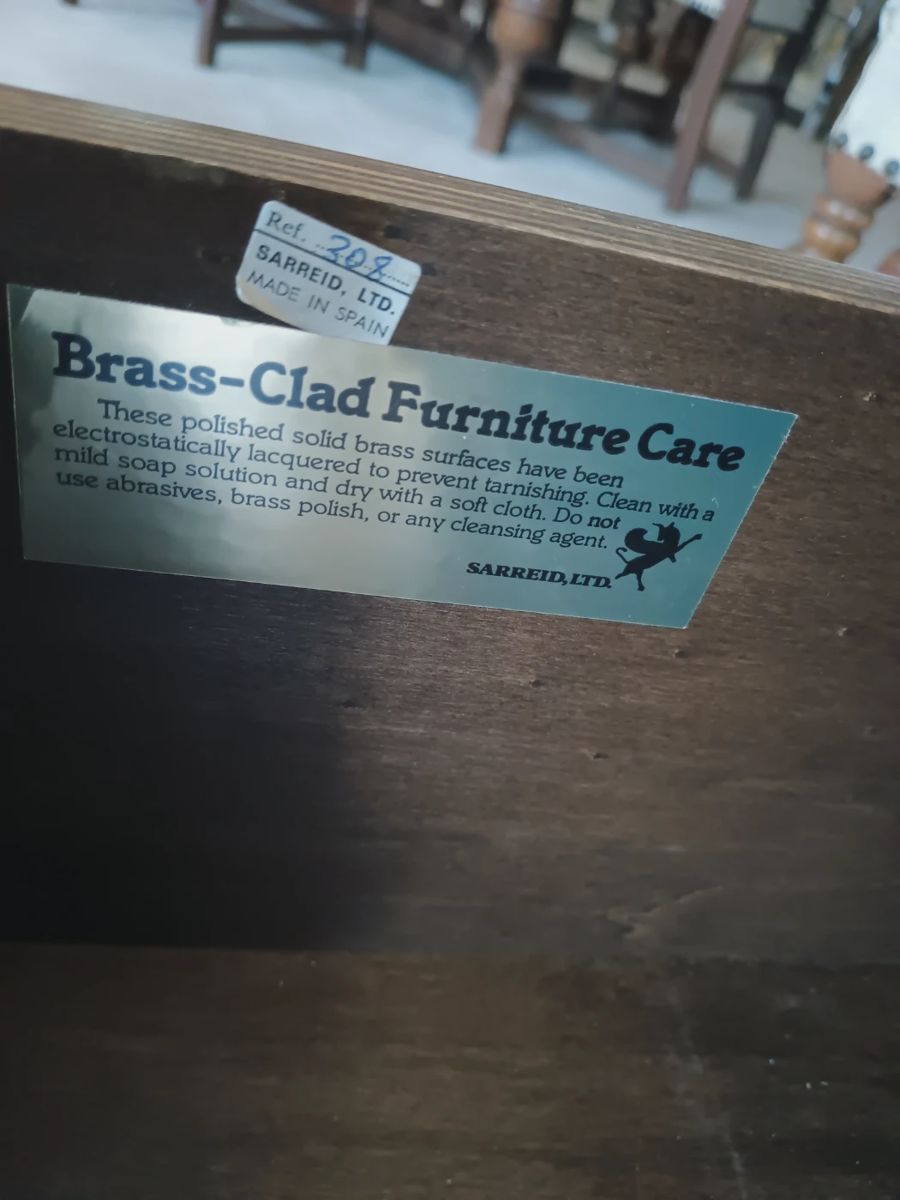 Ref. ..308......
SARREID, LTD.
MADE IN SPAIN
Brass-Clad Furniture Care
These polished solid brass surfaces have been
electrostatically lacquered to prevent tarnishing. Clean with a
mild soap solution and dry with a soft cloth. Do not
use abrasives, brass polish, or any cleansing agent.
SARREID, LTD.